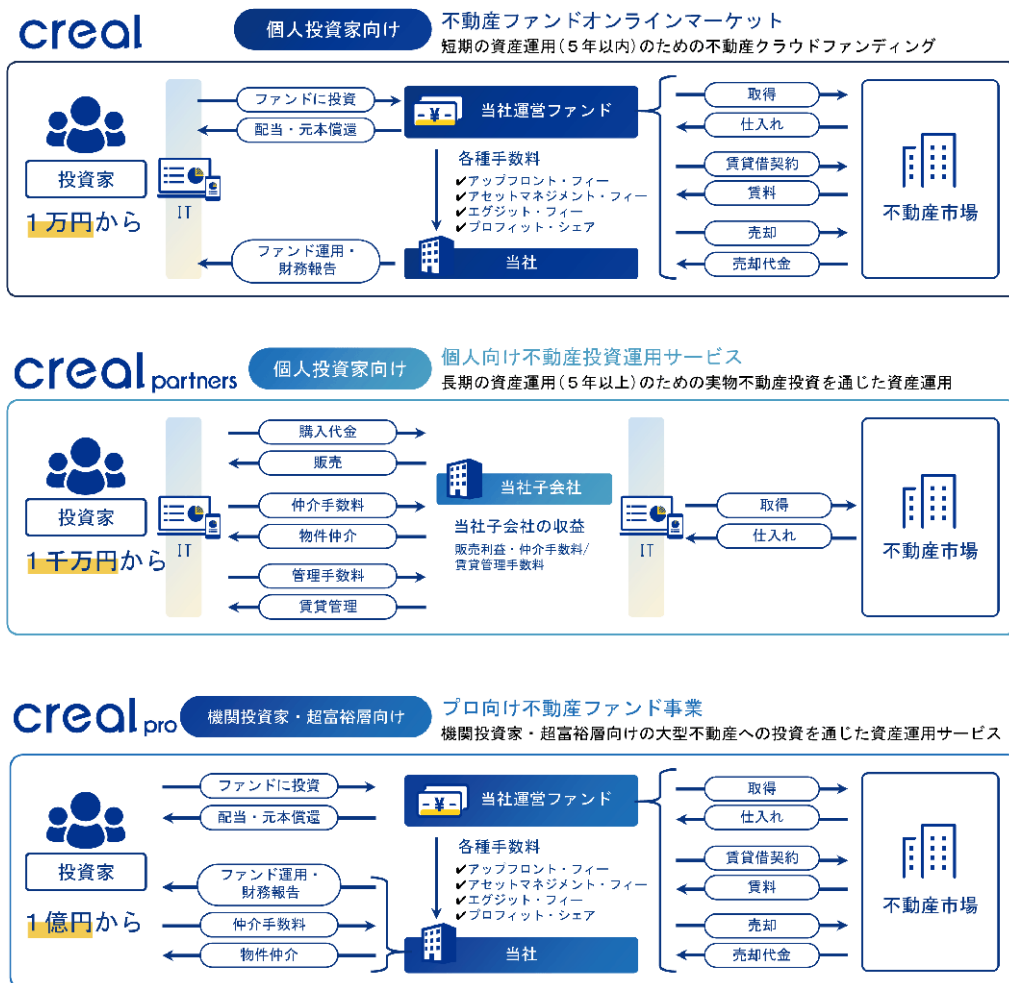 creal
個人投資家向け
不動産ファンドオンラインマーケット
短期の資産運用(5年以内)のための不動産クラウドファンディング
投資家
1万円から
IT
ファンドに投資
配当・元本償還
ファンド運用・
財務報告
-¥-
当社運営ファンド
各種手数料
✔アップフロント・フィー
✔アセットマネジメント・フィー
✔エグジット・フィー
✔プロフィット・シェア
当社
取得
仕入れ
賃貸借契約
賃料
売却
売却代金
不動産市場
creal partners
個人投資家向け
個人向け不動産投資運用サービス
長期の資産運用(5年以上)のための実物不動産投資を通じた資産運用
投資家
1千万円から
IT
購入代金
販売
仲介手数料
物件仲介
管理手数料
賃貸管理
当社子会社
当社子会社の収益
販売利益・仲介手数料/
賃貸管理手数料
IT
取得
仕入れ
不動産市場
creal pro
機関投資家・超富裕層向け
プロ向け不動産ファンド事業
機関投資家・超富裕層向けの大型不動産への投資を通じた資産運用サービス
投資家
1億円から
ファンドに投資
配当・元本償還
ファンド運用・
財務報告
仲介手数料
物件仲介
-¥-
当社運営ファンド
各種手数料
✔アップフロント・フィー
✔アセットマネジメント・フィー
✔エグジット・フィー
✔プロフィット・シェア
当社
取得
仕入れ
賃貸借契約
賃料
売却
売却代金
不動産市場